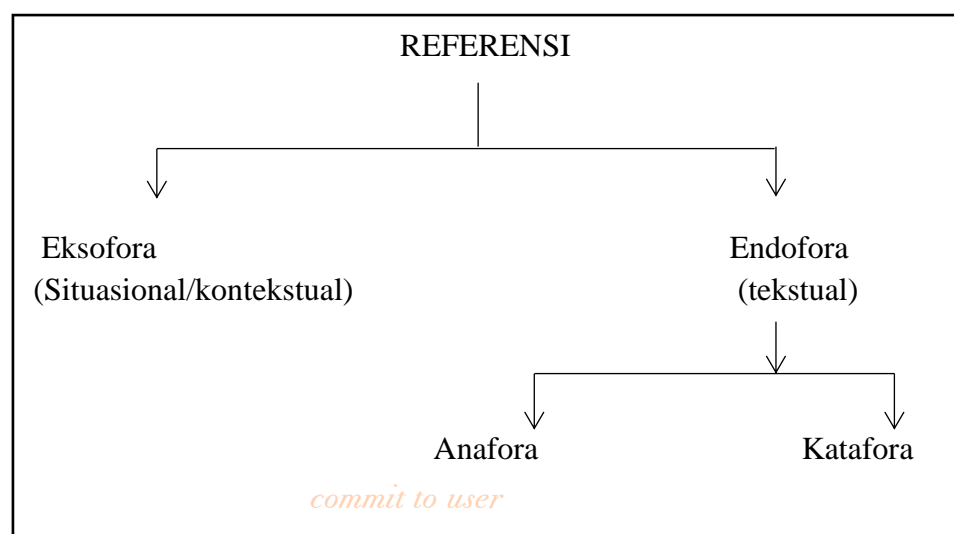 REFERENSI
Eksofora Endofora
(Situasional/kontekstual) (tekstual)
Anafora Katafora
commit to user